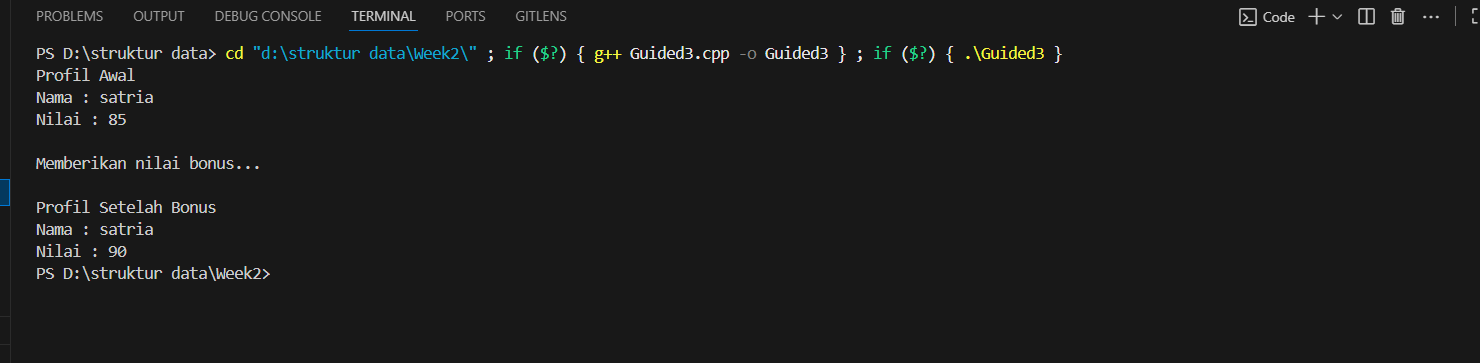 PROBLEMS OUTPUT DEBUG CONSOLE TERMINAL PORTS GITLENS Code
PS D:\struktur data> cd "d:\struktur data\Week2\" ; if ($?) { g++ Guided3.cpp -o Guided3 } ; if ($?) { .\Guided3 }
Profil Awal
Nama : satria
Nilai : 85
Memberikan nilai bonus...
Profil Setelah Bonus
Nama : satria
Nilai : 90
PS D:\struktur data\Week2>